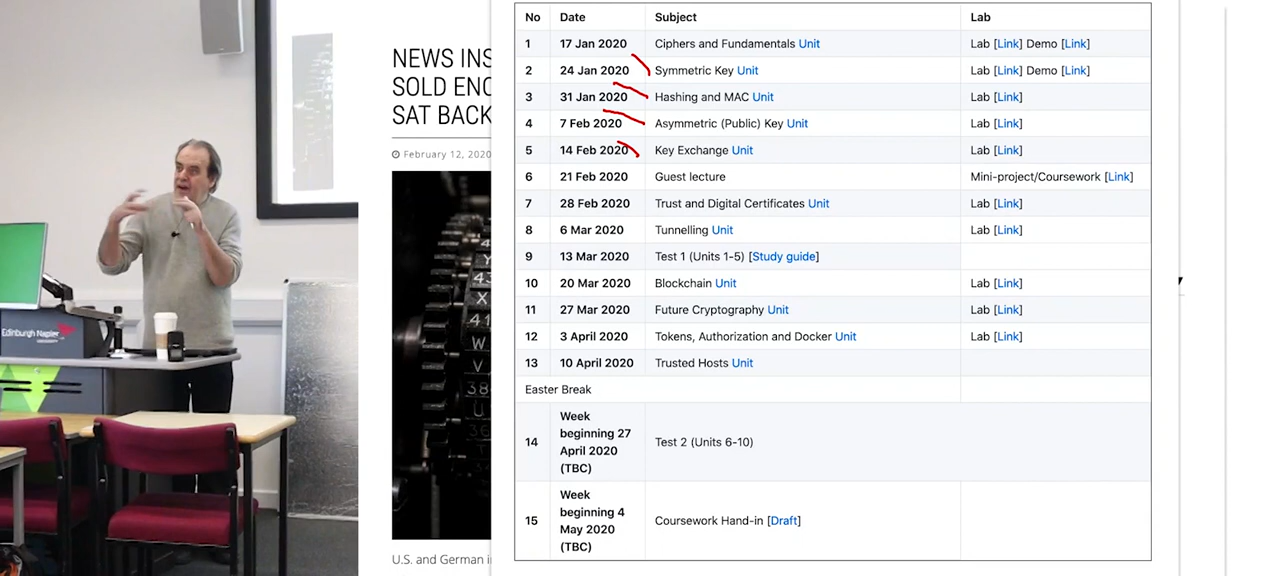 Edinburgh Napier
UNIVERSITY
NEWS INS
SOLD ENC
SAT BACK
February 12, 2020
U.S. and German i
No Date Subject Lab
1 17 Jan 2020 Ciphers and Fundamentals Unit Lab [Link] Demo [Link]
2 24 Jan 2020 Symmetric Key Unit Lab [Link] Demo [Link]
3 31 Jan 2020 Hashing and MAC Unit Lab [Link]
4 7 Feb 2020 Asymmetric (Public) Key Unit Lab [Link]
5 14 Feb 2020 Key Exchange Unit Lab [Link]
6 21 Feb 2020 Guest lecture Mini-project/Coursework [Link]
7 28 Feb 2020 Trust and Digital Certificates Unit Lab [Link]
8 6 Mar 2020 Tunnelling Unit Lab [Link]
9 13 Mar 2020 Test 1 (Units 1-5) [Study guide]
10 20 Mar 2020 Blockchain Unit Lab [Link]
11 27 Mar 2020 Future Cryptography Unit Lab [Link]
12 3 April 2020 Tokens, Authorization and Docker Unit Lab [Link]
13 10 April 2020 Trusted Hosts Unit
Easter Break
14 Week
beginning 27
April 2020
(TBC)
Test 2 (Units 6-10)
15 Week
beginning 4
May 2020
(TBC)
Coursework Hand-in [Draft]